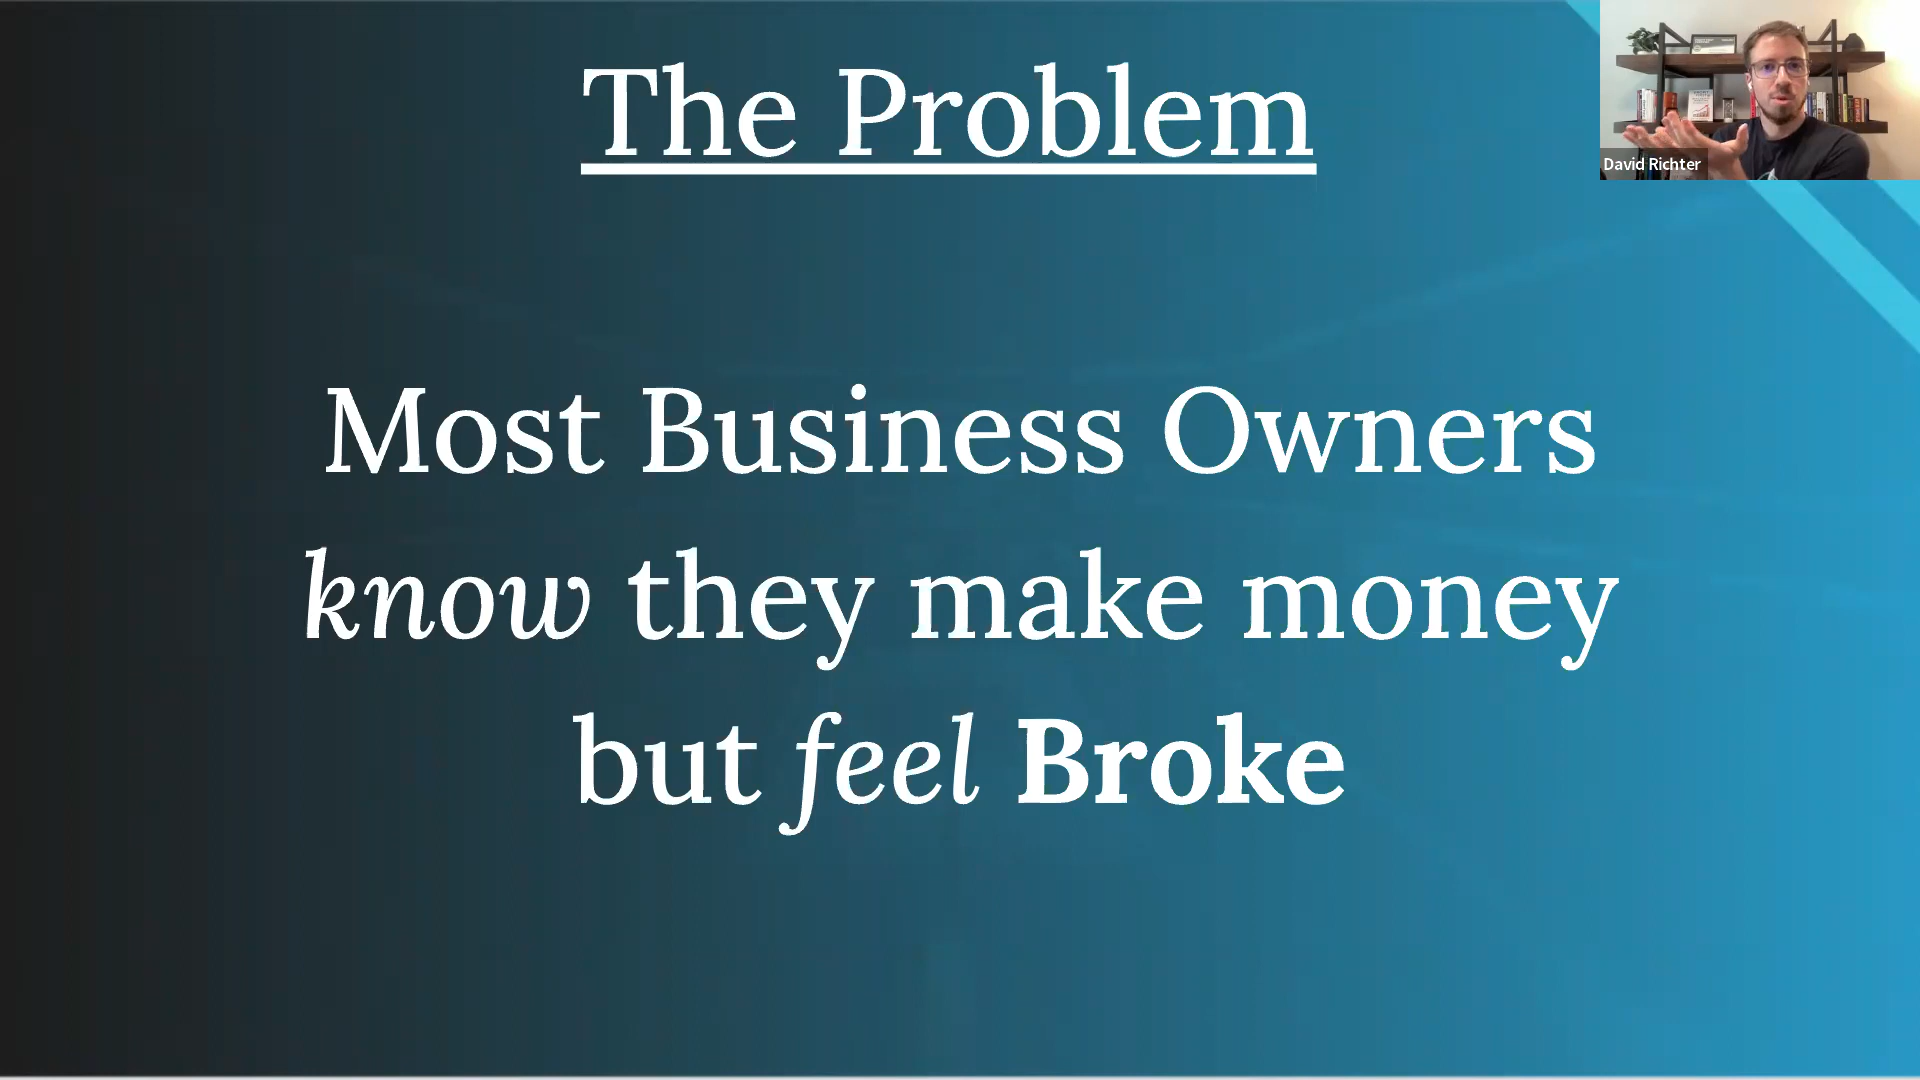 The Problem
Most Business Owners
know they make money
but feel Broke
David Richter